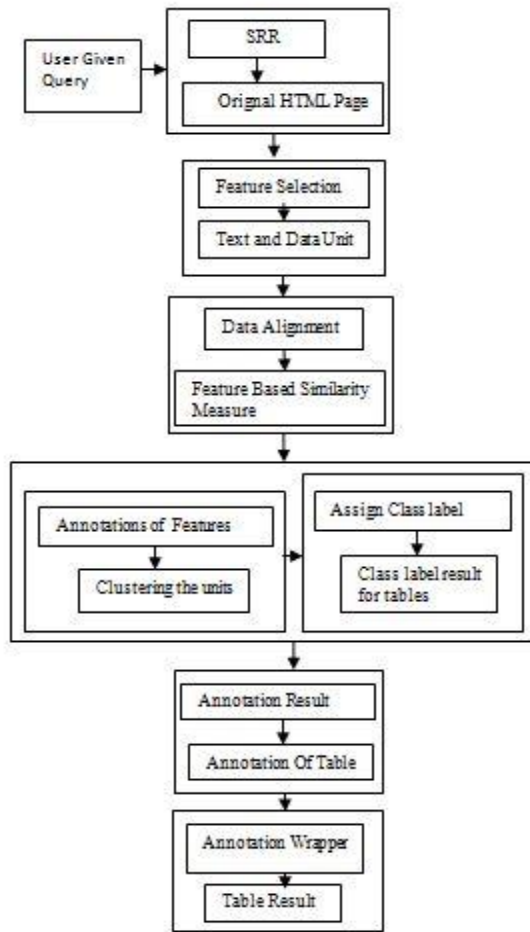 User Given
Query
SRR
Orignal HTML Page
Feature Selection
Text and Data Unit
Data Alignment
Feature Based Similarity
Measure
Annotations of Features
Clustering the units
Assign Class label
Class label result
for tables
Annotation Result
Annotation Of Table
Annotation Wrapper
Table Result